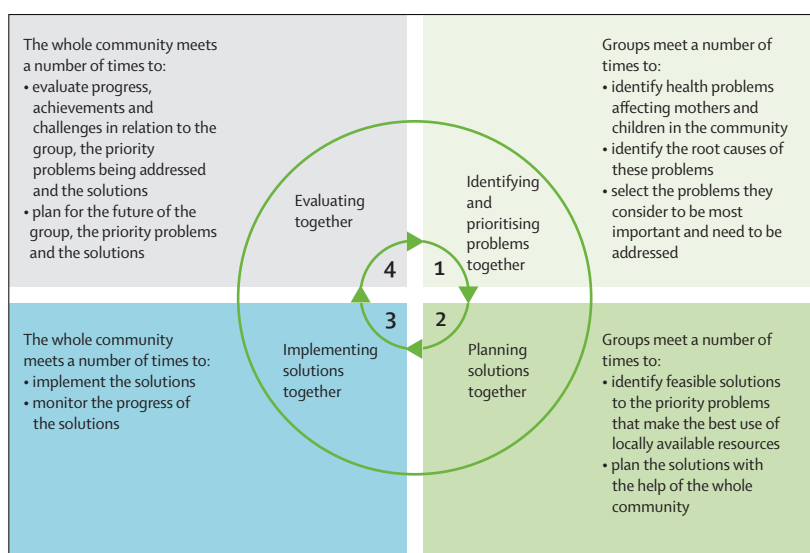 The whole community meets
a number of times to:
• evaluate progress,
achievements and
challenges in relation to the
group, the priority
problems being addressed
and the solutions
• plan for the future of the
group, the priority problems
and the solutions
Evaluating
together
4
Groups meet a number of
times to:
• identify health problems
affecting mothers and
children in the community
• identify the root causes of
these problems
• select the problems they
consider to be most
important and need to be
addressed
Identifying
and
prioritising
problems
together
1
The whole community
meets a number of times to:
• implement the solutions
• monitor the progress of
the solutions
3
Implementing
solutions
together
2
Planning
solutions
together
Groups meet a number of
times to:
• identify feasible solutions
to the priority problems
that make the best use of
locally available resources
• plan the solutions with
the help of the whole
community